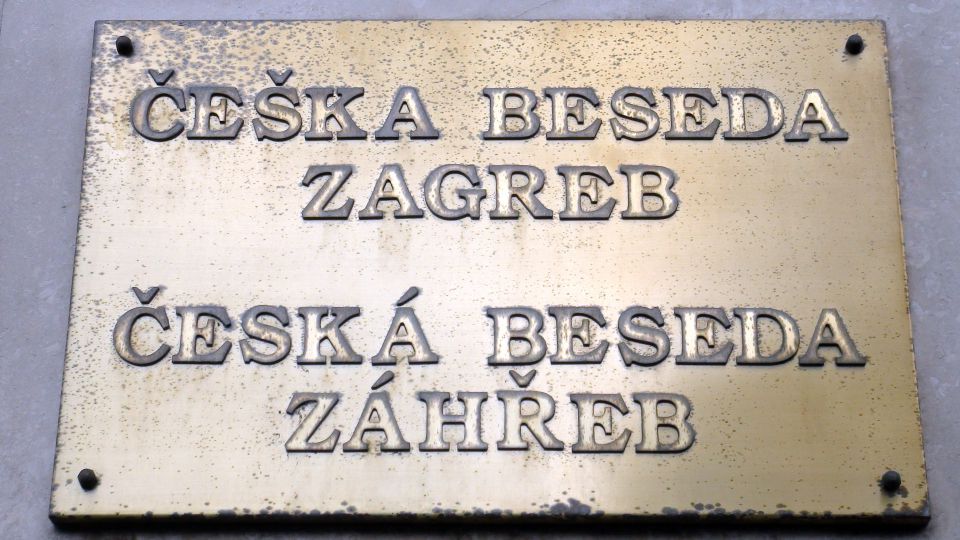 ČEŠKA BESEDA
ZAGREB
ČESKÁ BESEDA
ZÁHŘEB